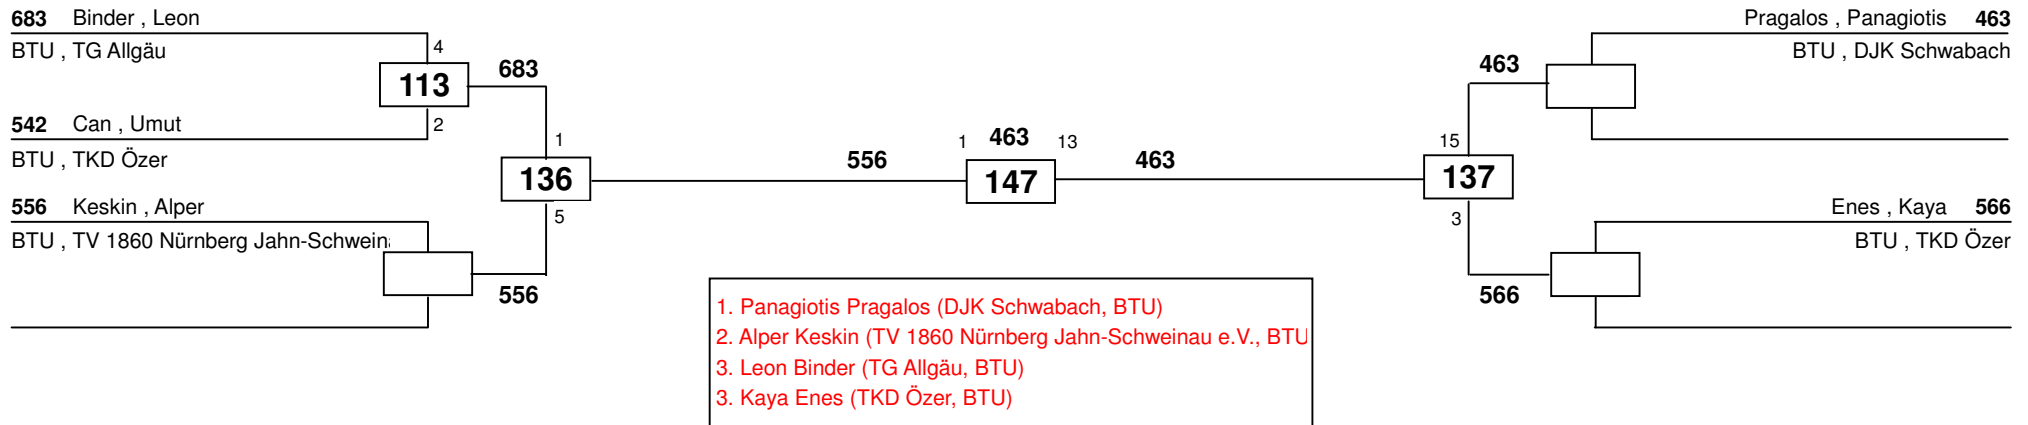 683 Binder , Leon
BTU , TG Allgäu
4
113
683
542 Can , Umut
2
BTU , TKD Özer
1
136
556
556 Keskin , Alper
5
BTU , TV 1860 Nürnberg Jahn-Schwein
556
1 463 13
147
463
Pragalos , Panagiotis 463
BTU , DJK Schwabach
463
15
137
3
Enes , Kaya 566
BTU , TKD Özer
566
1. Panagiotis Pragalos (DJK Schwabach, BTU)
2. Alper Keskin (TV 1860 Nürnberg Jahn-Schweinau e.V., BTU
3. Leon Binder (TG Allgäu, BTU)
3. Kaya Enes (TKD Özer, BTU)